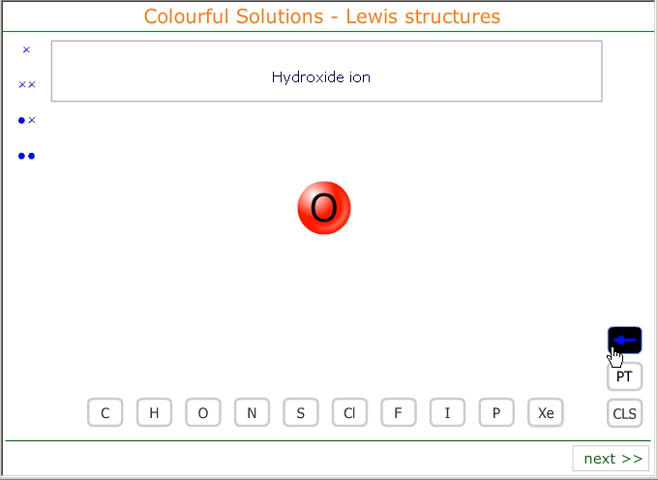 Colourful Solutions - Lewis structures
×
Hydroxide ion
××
●×
●●
O
PT
C H O N S Cl F I P Xe CLS
next >>